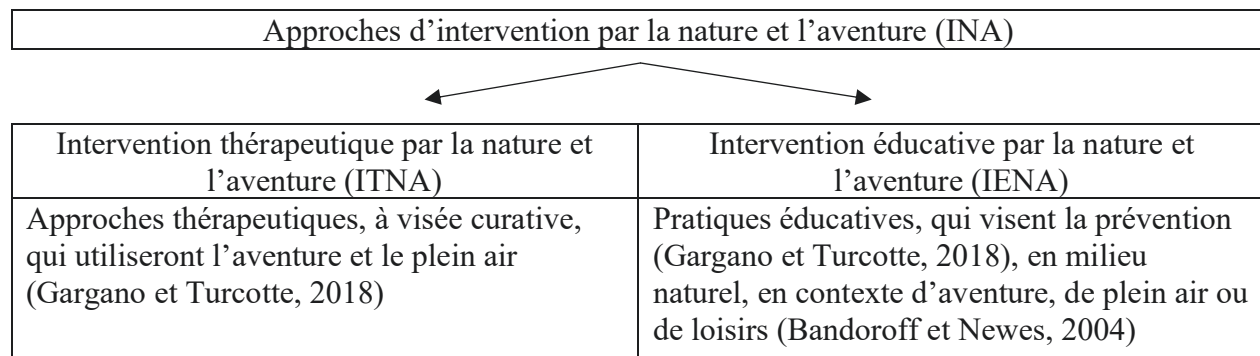 Approches d’intervention par la nature et l’aventure (INA)
Intervention thérapeutique par la nature et
l’aventure (ITNA)
Intervention éducative par la nature et
l’aventure (IENA)
Approches thérapeutiques, à visée curative,
qui utiliseront l’aventure et le plein air
(Gargano et Turcotte, 2018)
Pratiques éducatives, qui visent la prévention
(Gargano et Turcotte, 2018), en milieu
naturel, en contexte d’aventure, de plein air ou
de loisirs (Bandoroff et Newes, 2004)